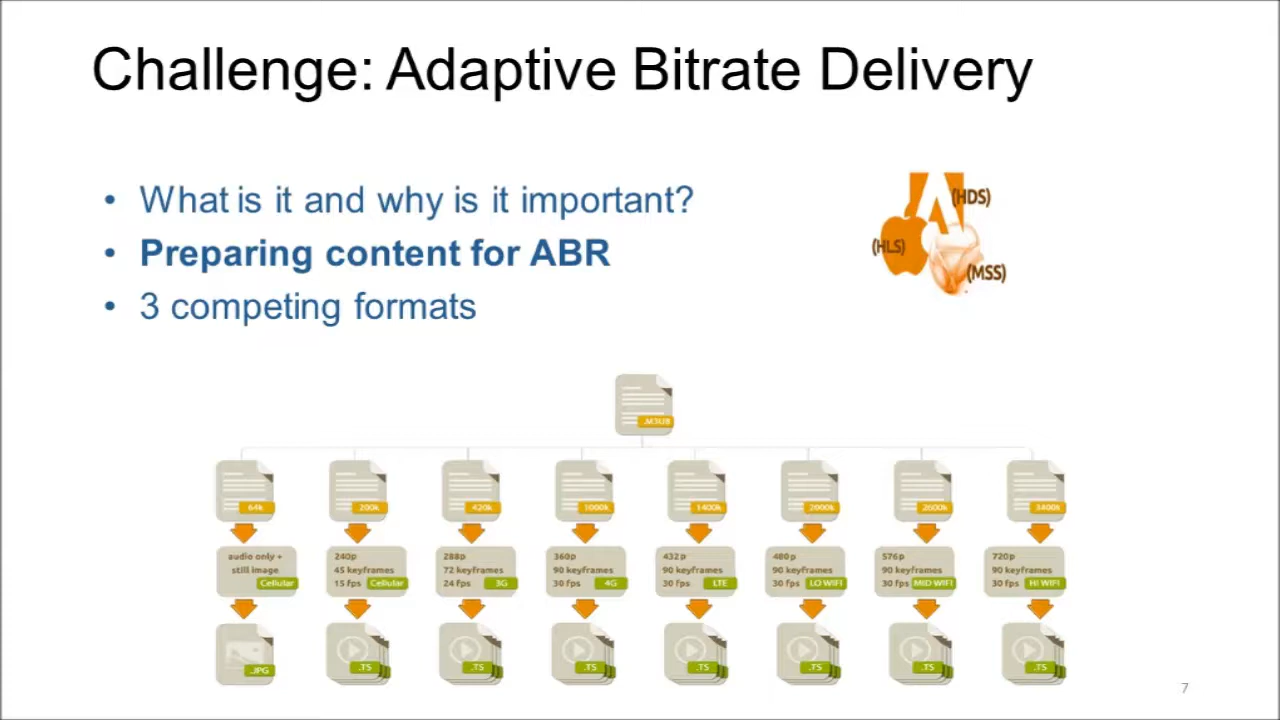 Challenge: Adaptive Bitrate Delivery
• What is it and why is it important?
• Preparing content for ABR
• 3 competing formats
(HDS)
(HLS)
(MSS)
.M3U8
64k
200k
420k
1000k
1400k
2000k
2600k
3400k
audio only +
still image
Cellular
240p
45 keyframes
15 fps Cellular
288p
72 keyframes
24 fps 3G
360p
90 keyframes
30 fps 4G
432p
90 keyframes
30 fps LTE
480p
90 keyframes
30 fps LO WIFI
576p
90 keyframes
30 fps MID WIFI
720p
90 keyframes
30 fps HI WIFI
.JPG
.TS
.TS
.TS
.TS
.TS
.TS
.TS
7